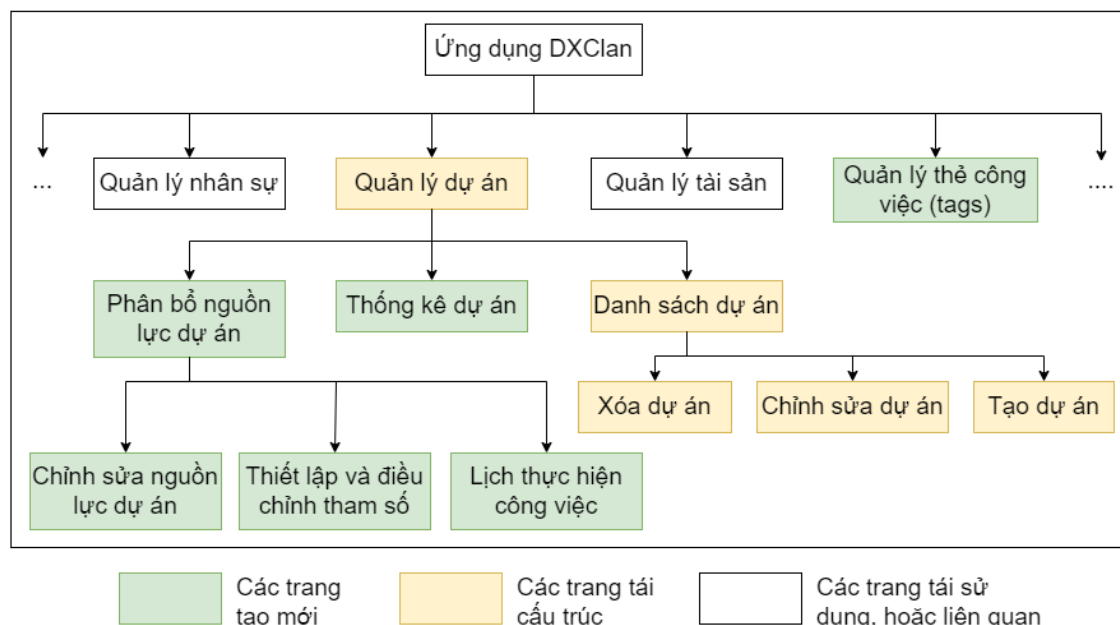 Ứng dụng DXClan
...
Quản lý nhân sự
Quản lý dự án
Quản lý tài sản
Quản lý thẻ công
việc (tags)
....
Phân bổ nguồn
lực dự án
Thống kê dự án
Danh sách dự án
Xóa dự án
Chỉnh sửa dự án
Tạo dự án
Chỉnh sửa nguồn
lực dự án
Thiết lập và điều
chỉnh tham số
Lịch thực hiện
công việc
Các trang
tạo mới
Các trang tái
cấu trúc
Các trang tái sử
dụng, hoặc liên quan